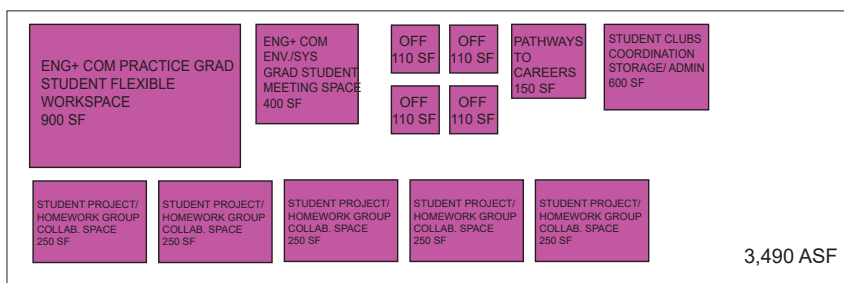 ENG+ COM PRACTICE GRAD
STUDENT FLEXIBLE
WORKSPACE
900 SF
ENG+ COM
ENV./SYS
GRAD STUDENT
MEETING SPACE
400 SF
OFF
110 SF
OFF
110 SF
OFF
110 SF
OFF
110 SF
PATHWAYS
TO
CAREERS
150 SF
STUDENT CLUBS
COORDINATION
STORAGE/ ADMIN
600 SF
STUDENT PROJECT/
HOMEWORK GROUP
COLLAB. SPACE
250 SF
STUDENT PROJECT/
HOMEWORK GROUP
COLLAB. SPACE
250 SF
STUDENT PROJECT/
HOMEWORK GROUP
COLLAB. SPACE
250 SF
STUDENT PROJECT/
HOMEWORK GROUP
COLLAB. SPACE
250 SF
STUDENT PROJECT/
HOMEWORK GROUP
COLLAB. SPACE
250 SF
3,490 ASF